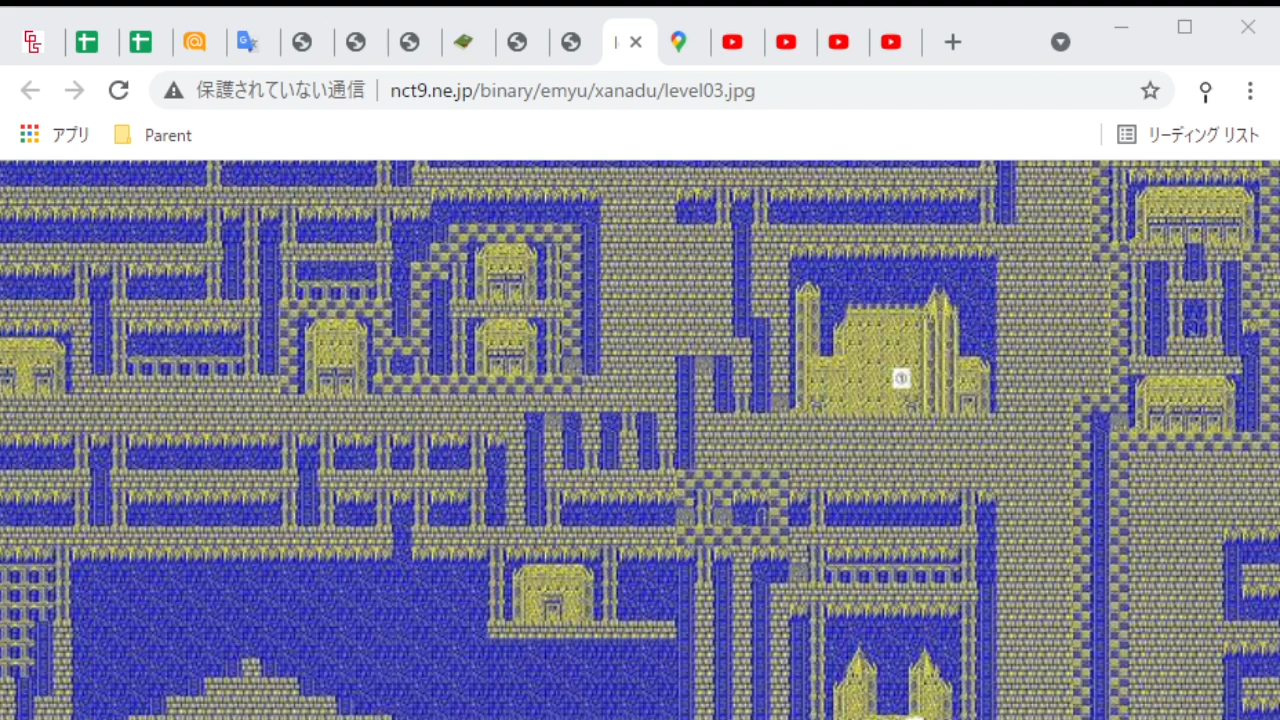 保護されていない通信 nct9.ne.jp/binary/emyu/xanadu/level03.jpg
アプリ Parent リーディング リスト
①